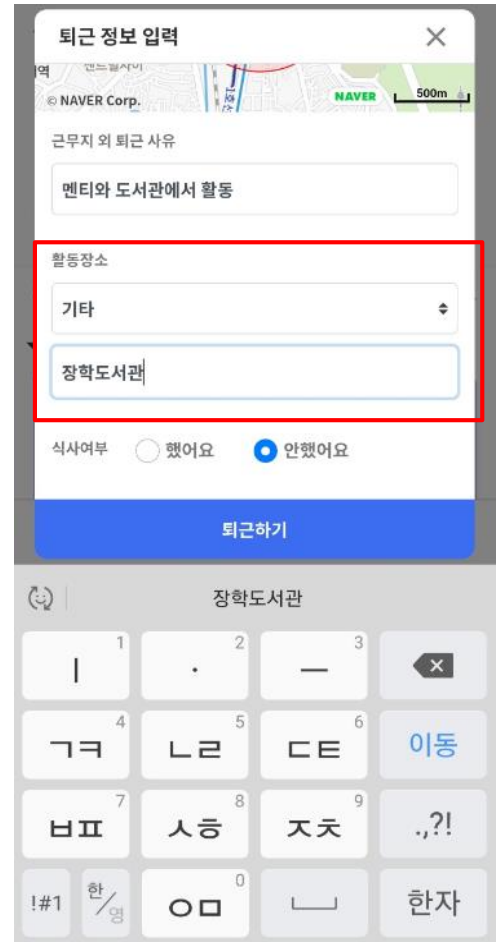 퇴근 정보 입력
역
© NAVER Corp.
NAVER
500m
근무지 외 퇴근 사유
멘티와 도서관에서 활동
활동장소
기타
장학도서관
식사여부 했어요 안했어요
퇴근하기
장학도서관
ㅣ 1 · 2 ㅡ 3
ㄱㅋ 4 ㄴㄹ 5 ㄷㅌ 6 이동
ㅂㅍ 7 ㅅㅎ 8 ㅈㅊ 9 .,?!
!#1 한/영 ㅇㅁ 0 한자